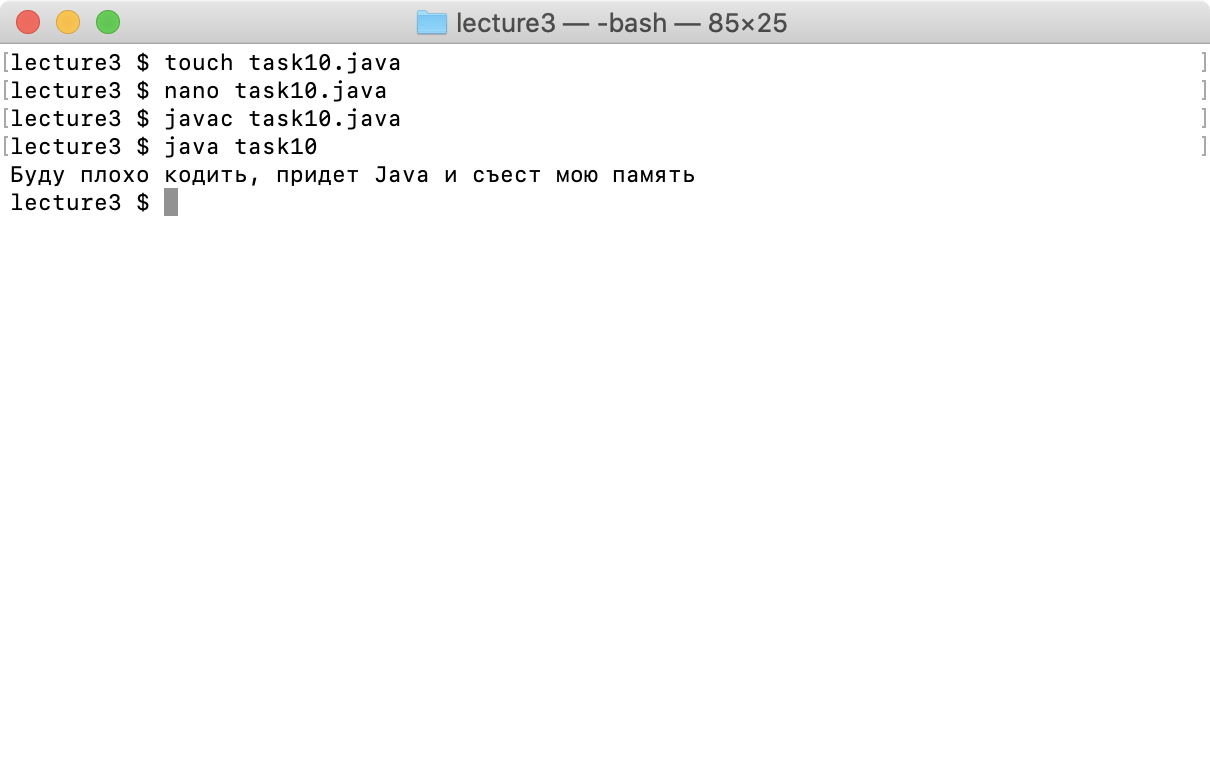 lecture3 — -bash — 85×25
[lecture3 $ touch task10.java ]
[lecture3 $ nano task10.java ]
[lecture3 $ javac task10.java ]
[lecture3 $ java task10 ]
Буду плохо кодить, придет Java и съест мою память
lecture3 $